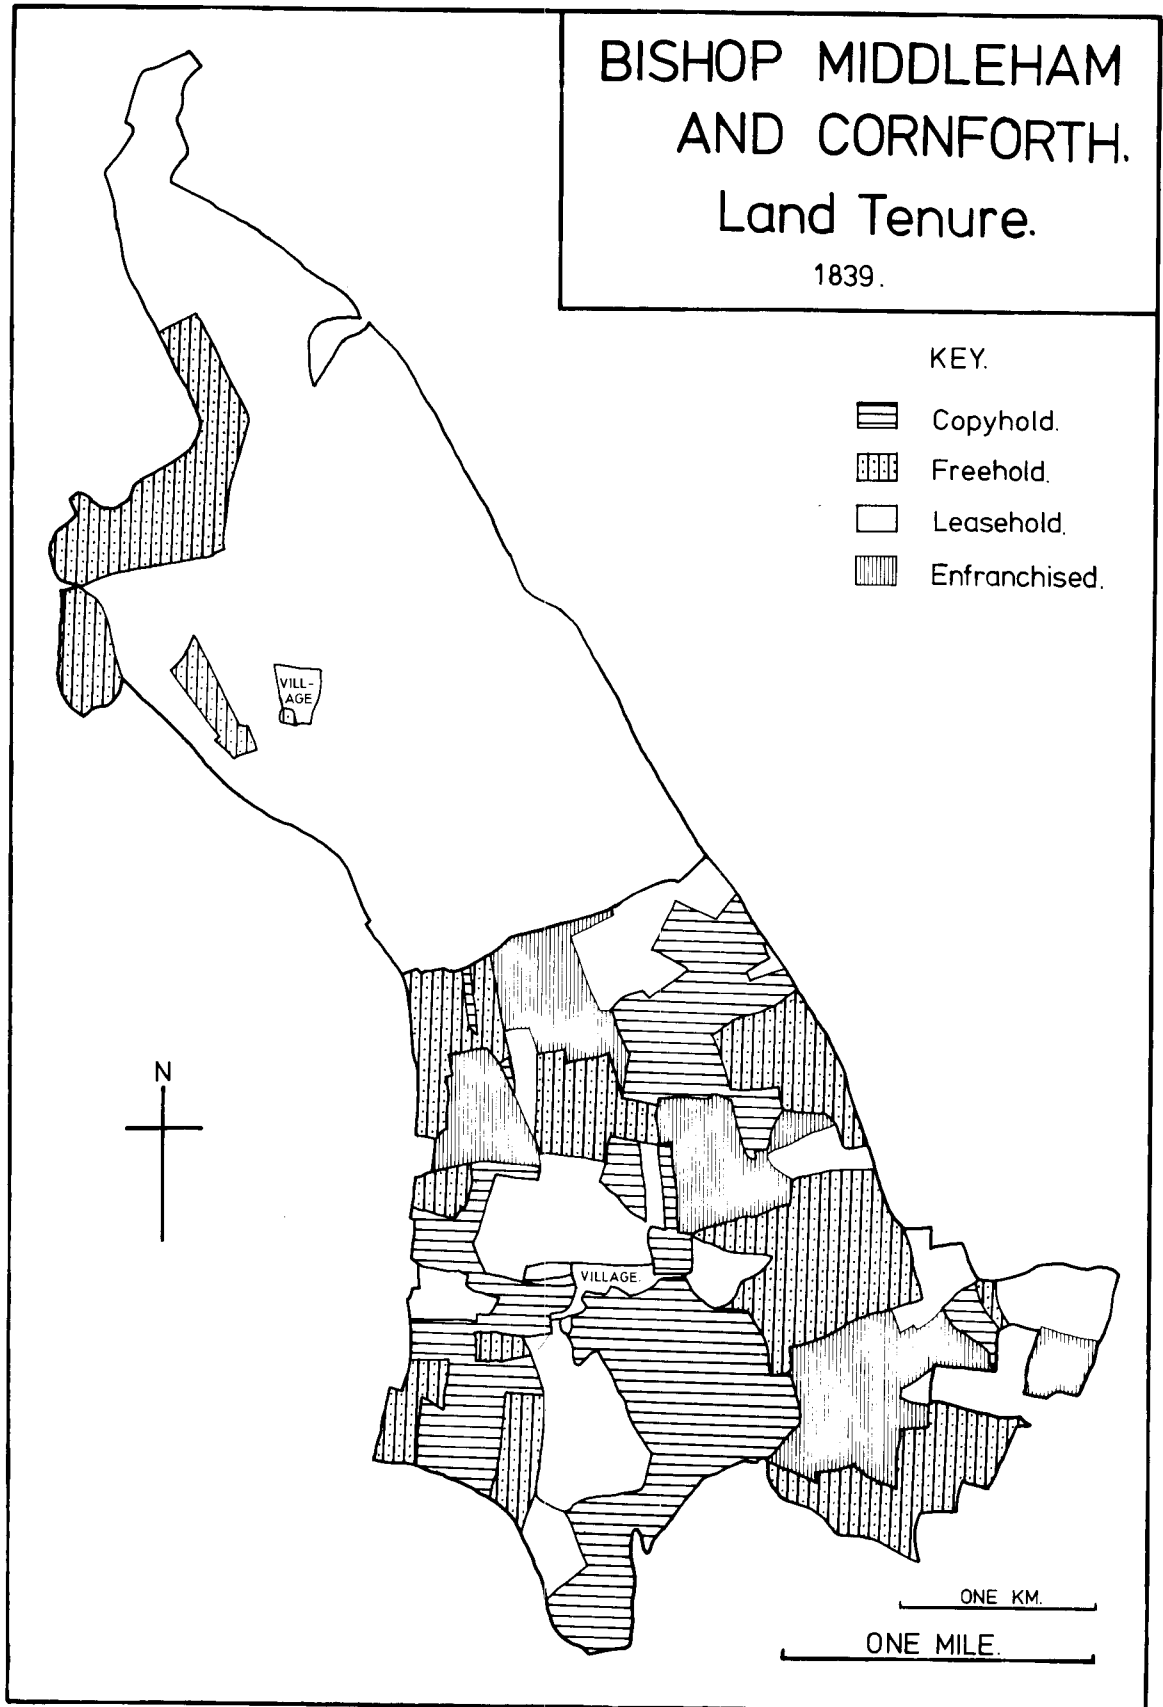 BISHOP MIDDLEHAM
AND CORNFORTH.
Land Tenure.
1839.
KEY.
Copyhold.
Freehold.
Leasehold.
Enfranchised.
VILL-
AGE
N
VILLAGE.
ONE KM.
ONE MILE.